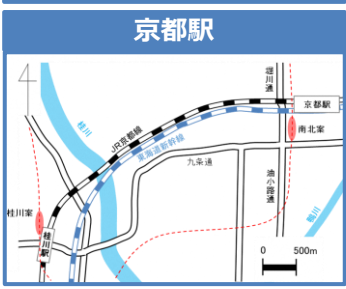 京都駅
堀川通
京都駅
桂川
JR京都線
東海道新幹線
南北案
九条通
油小路通
桂川案
桂川駅
鴨川
0 500m